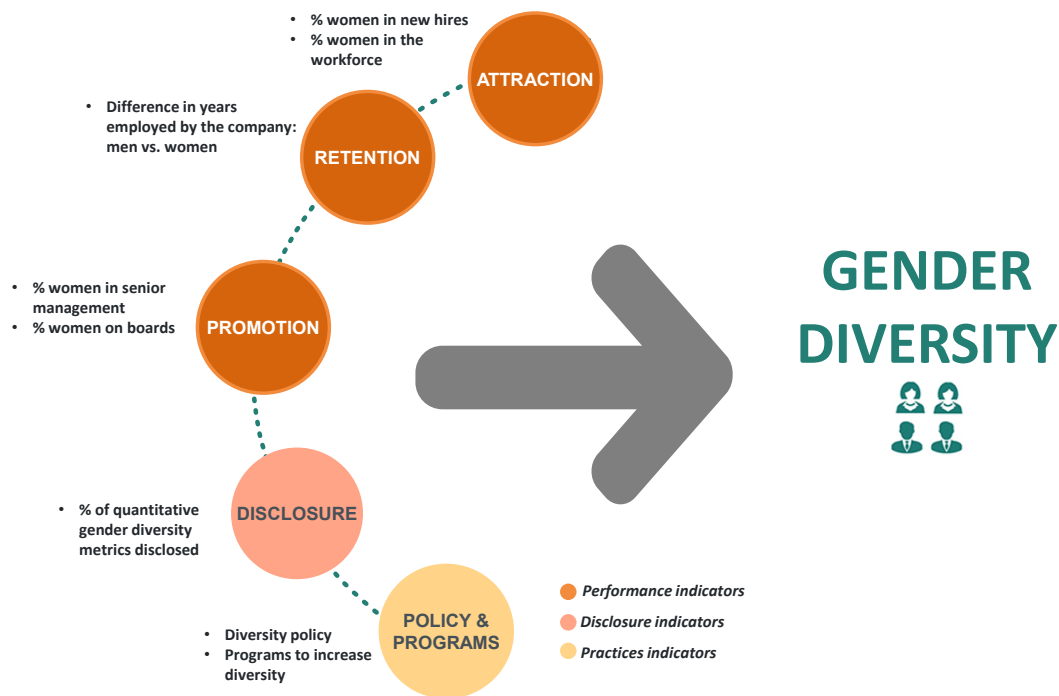 • % women in new hires
• % women in the
workforce
ATTRACTION
• Difference in years
employed by the company:
men vs. women
RETENTION
• % women in senior
management
• % women on boards
PROMOTION
GENDER
DIVERSITY
• % of quantitative
gender diversity
metrics disclosed
DISCLOSURE
• Diversity policy
• Programs to increase
diversity
POLICY &
PROGRAMS
Performance indicators
Disclosure indicators
Practices indicators